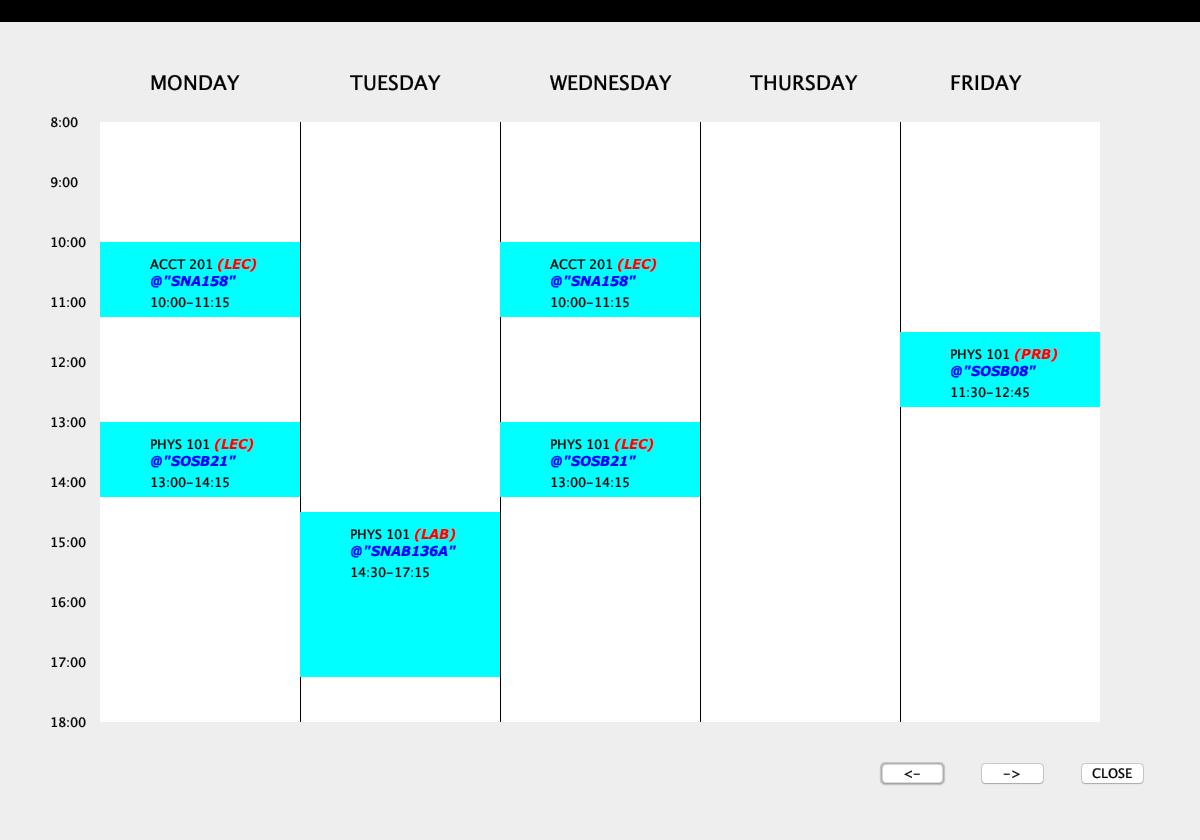 MONDAY TUESDAY WEDNESDAY THURSDAY FRIDAY
8:00
9:00
10:00
ACCT 201 (LEC) ACCT 201 (LEC)
@"SNA158" @"SNA158"
11:00 10:00-11:15 10:00-11:15
PHYS 101 (PRB)
12:00
@"SOSB08"
11:30-12:45
13:00
PHYS 101 (LEC) PHYS 101 (LEC)
@"SOSB21" @"SOSB21"
14:00 13:00-14:15 13:00-14:15
PHYS 101 (LAB)
15:00
@"SNAB136A"
14:30-17:15
16:00
17:00
18:00
<- -> CLOSE